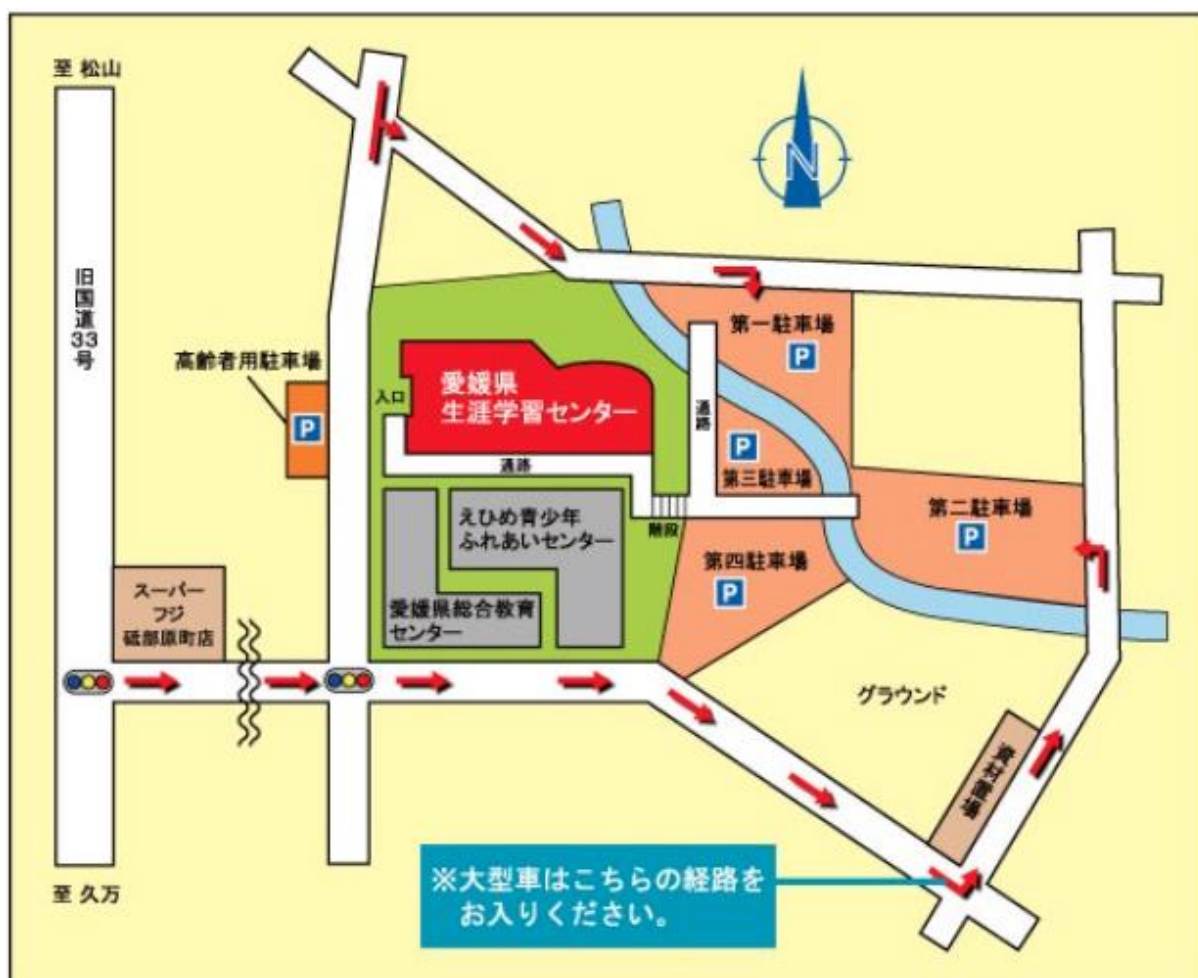 至 松山
N
旧国道33号
第一駐車場
P
高齢者用駐車場
P
愛媛県
生涯学習センター
入口
通路
通路
P
第三駐車場
階段
第二駐車場
P
えひめ青少年
ふれあいセンター
第四駐車場
P
スーパー
フジ
砥部原町店
愛媛県総合教育
センター
グラウンド
資材置場
※大型車はこちらの経路を
お入りください。
至 久万